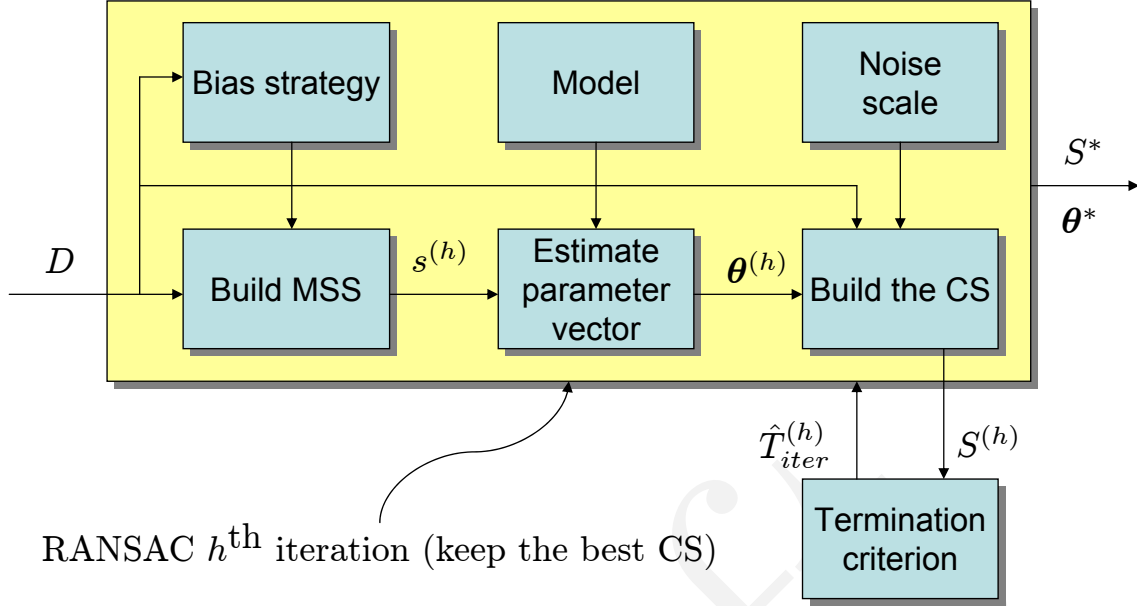 Bias strategy
Model
Noise
scale
S*
θ*
D
Build MSS
s^(h)
Estimate
parameter
vector
θ^(h)
Build the CS
T̂_iter^(h)
S^(h)
Termination
criterion
RANSAC h^th iteration (keep the best CS)